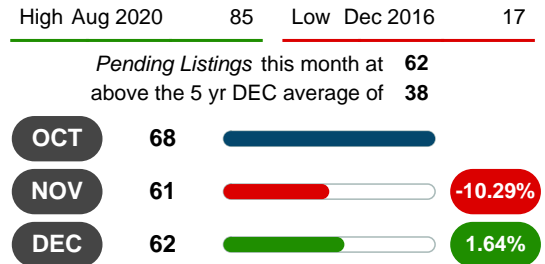 High Aug 2020 85 Low Dec 2016 17
Pending Listings this month at 62
above the 5 yr DEC average of 38
OCT 68
NOV 61 -10.29%
DEC 62 1.64%